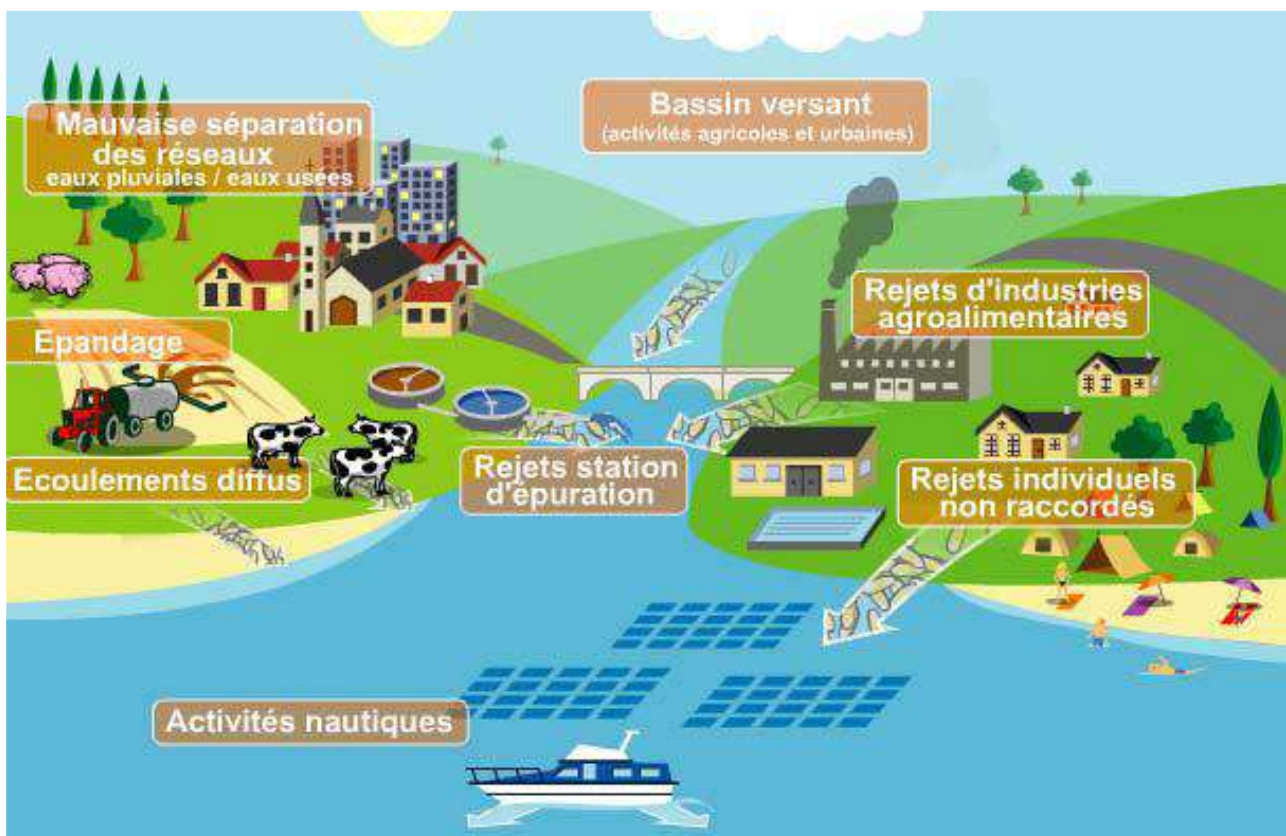 Bassin versant
(activités agricoles et urbaines)
Mauvaise séparation
des réseaux
eaux pluviales / eaux usées
Rejets d'industries
agroalimentaires
Epandage
Ecoulements diffus
Rejets station
d'épuration
Rejets individuels
non raccordés
Activités nautiques